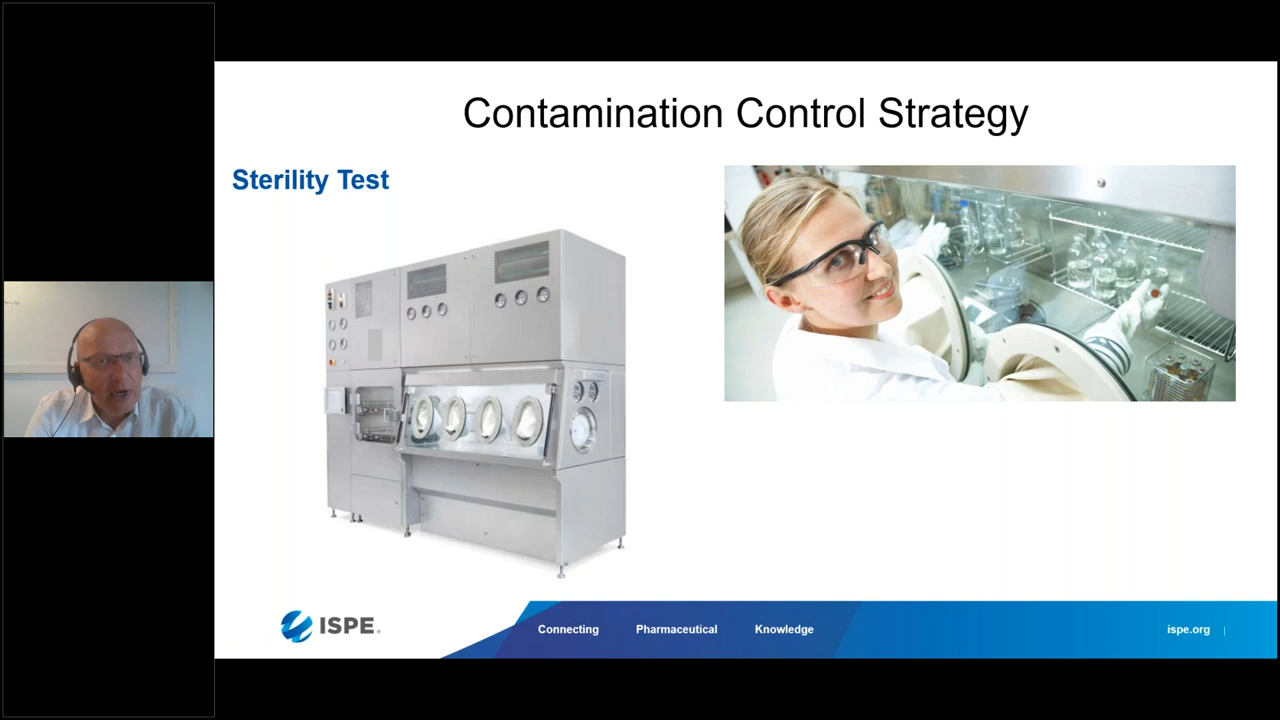 Contamination Control Strategy
Sterility Test
ISPE®
Connecting Pharmaceutical Knowledge
ispe.org |